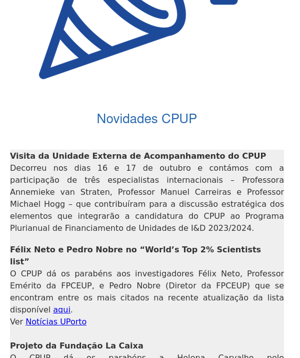 Novidades CPUP
Visita da Unidade Externa de Acompanhamento do CPUP
Decorreu nos dias 16 e 17 de outubro e contámos com a
participação de três especialistas internacionais – Professora
Annemieke van Straten, Professor Manuel Carreiras e Professor
Michael Hogg – que contribuíram para a discussão estratégica dos
elementos que integrarão a candidatura do CPUP ao Programa
Plurianual de Financiamento de Unidades de I&D 2023/2024.
Félix Neto e Pedro Nobre no “World’s Top 2% Scientists
list”
O CPUP dá os parabéns aos investigadores Félix Neto, Professor
Emérito da FPCEUP, e Pedro Nobre (Diretor da FPCEUP) que se
encontram entre os mais citados na recente atualização da lista
disponível aqui.
Ver Notícias UPorto
Projeto da Fundação La Caixa
O CPUP dá os parabéns a Helena Carvalho pelo